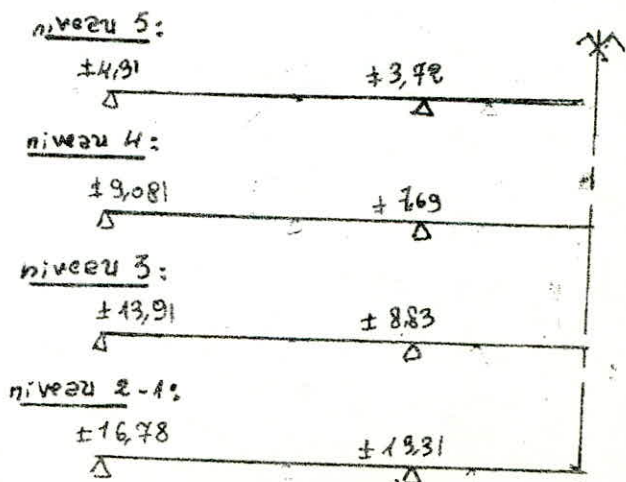 niveau 5:
±4,91 ±3,72
niveau 4:
±9,081 ±7,69
niveau 3:
±13,91 ±8,83
niveau 2-1:
±16,78 ±13,31